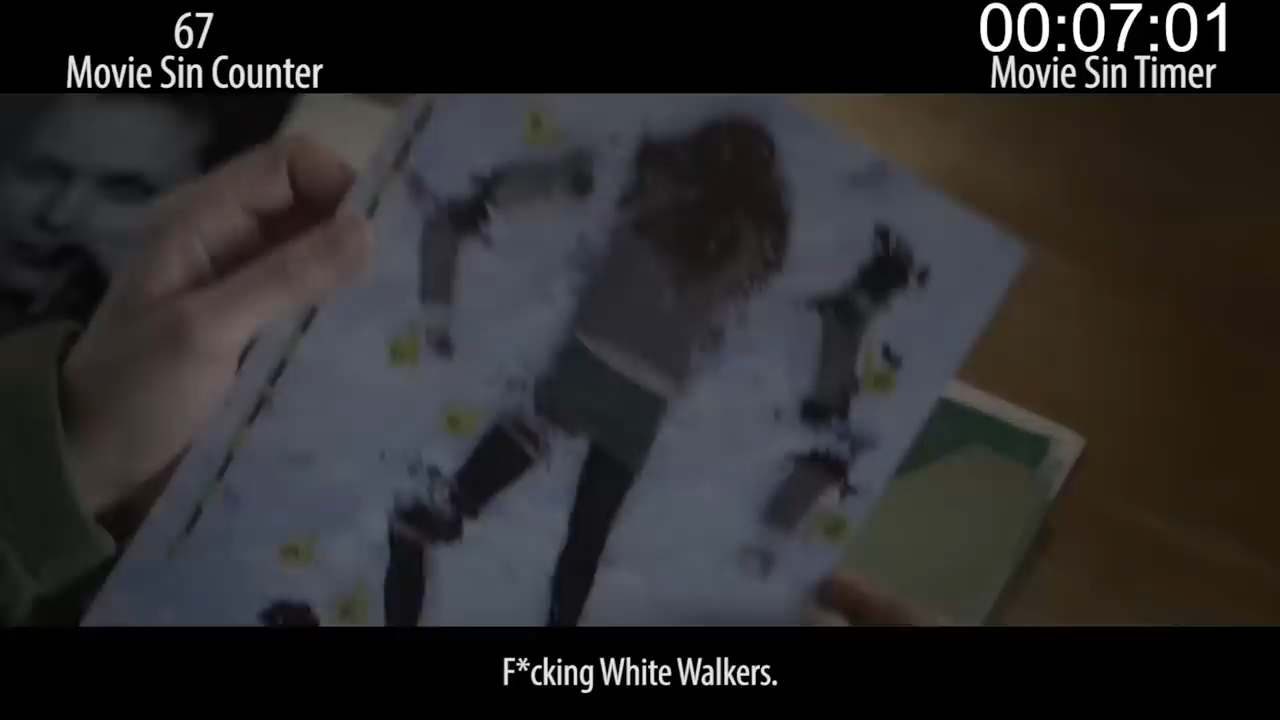 67
Movie Sin Counter
00:07:01
Movie Sin Timer
F*cking White Walkers.